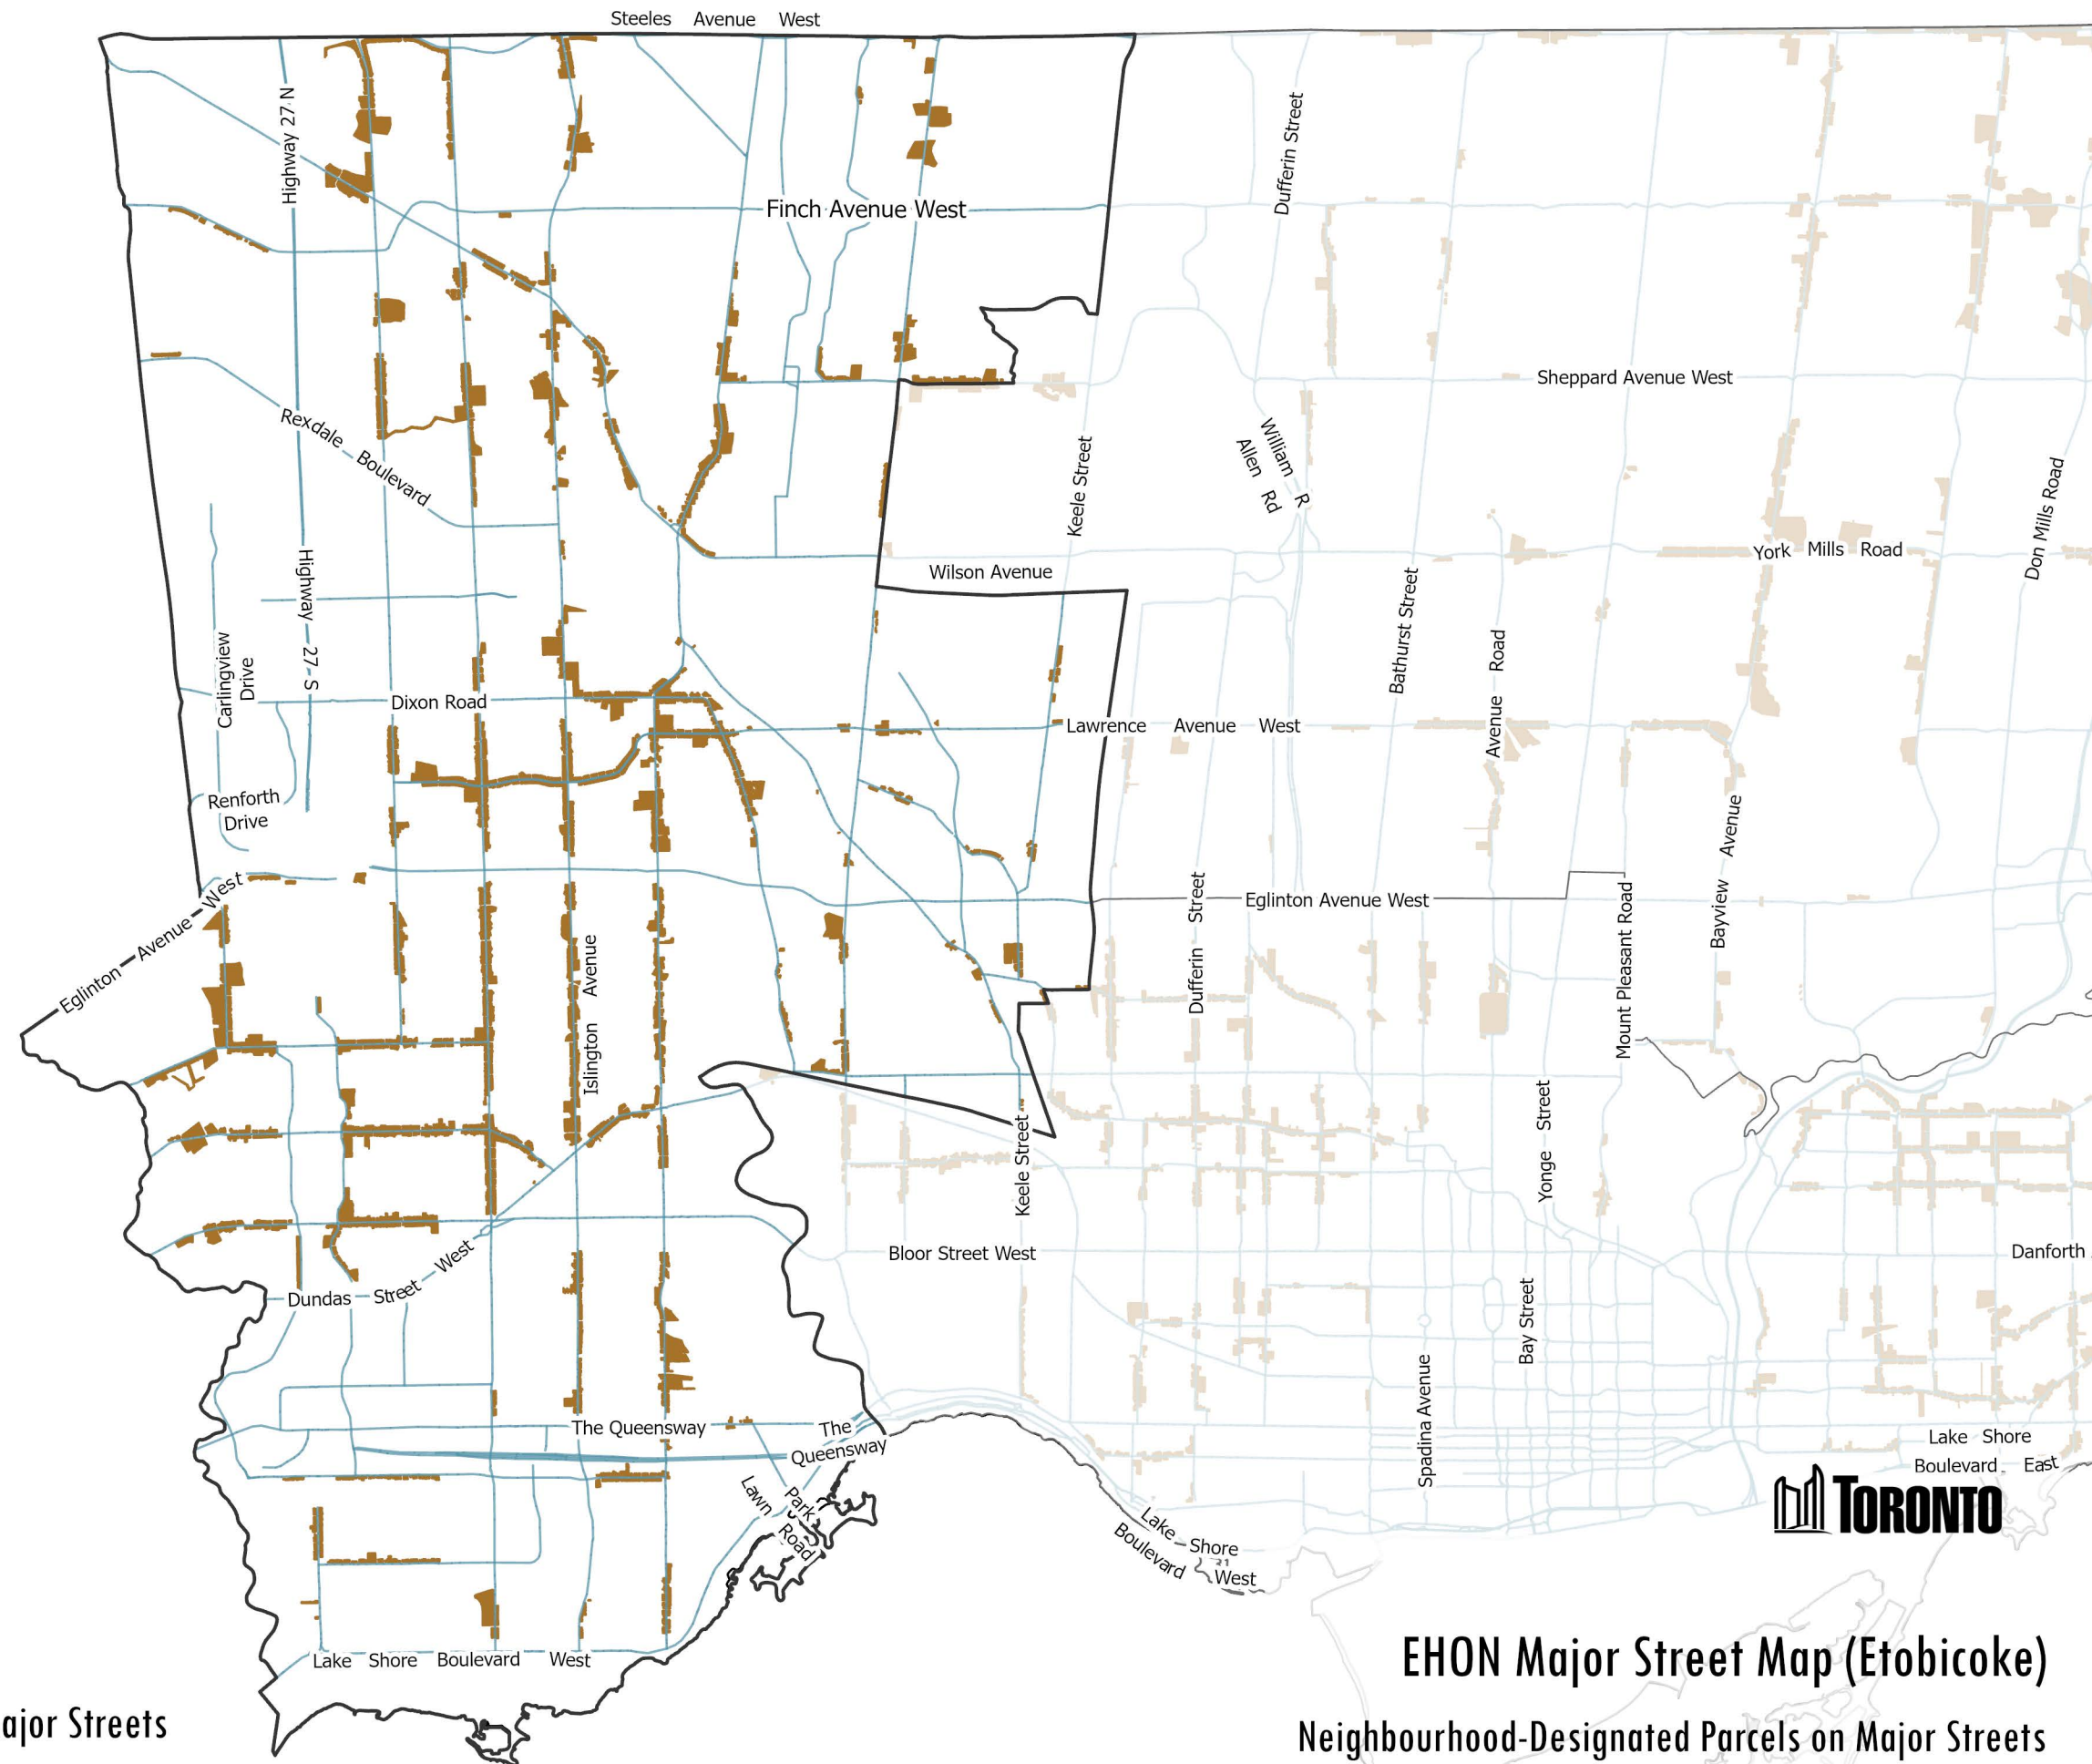 Steeles Avenue West
Highway 27 N
Dufferin Street
Finch Avenue West
Sheppard Avenue West
Rexdale Boulevard
Keele Street
William R
Allen Rd
Don Mills Road
York Mills Road
Highway 27 S
Wilson Avenue
Bathurst Street
Avenue Road
Carlingview
Drive
Dixon Road
Lawrence Avenue West
Renforth
Drive
Bayview Avenue
Eglinton Avenue West
Eglinton Avenue West
Dufferin Street
Mount Pleasant Road
Islington Avenue
Yonge Street
Keele Street
Bloor Street West
Danforth
Dundas Street West
Bay Street
Spadina Avenue
The Queensway
The
Queensway
Lake Shore
Boulevard East
Park
Lawn Road
TORONTO
Lake Shore
Boulevard West
Lake Shore Boulevard West
EHON Major Street Map (Etobicoke)
ajor Streets
Neighbourhood-Designated Parcels on Major Streets